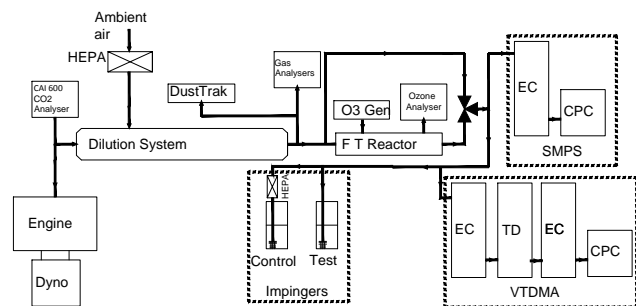 Ambient
air
HEPA
CAI 600
CO2
Analyser
DustTrak
Gas
Analysers
O3 Gen
Ozone
Analyser
EC
CPC
SMPS
Dilution System
F T Reactor
HEPA
Control
Test
Impingers
Engine
Dyno
EC
TD
EC
CPC
VTDMA